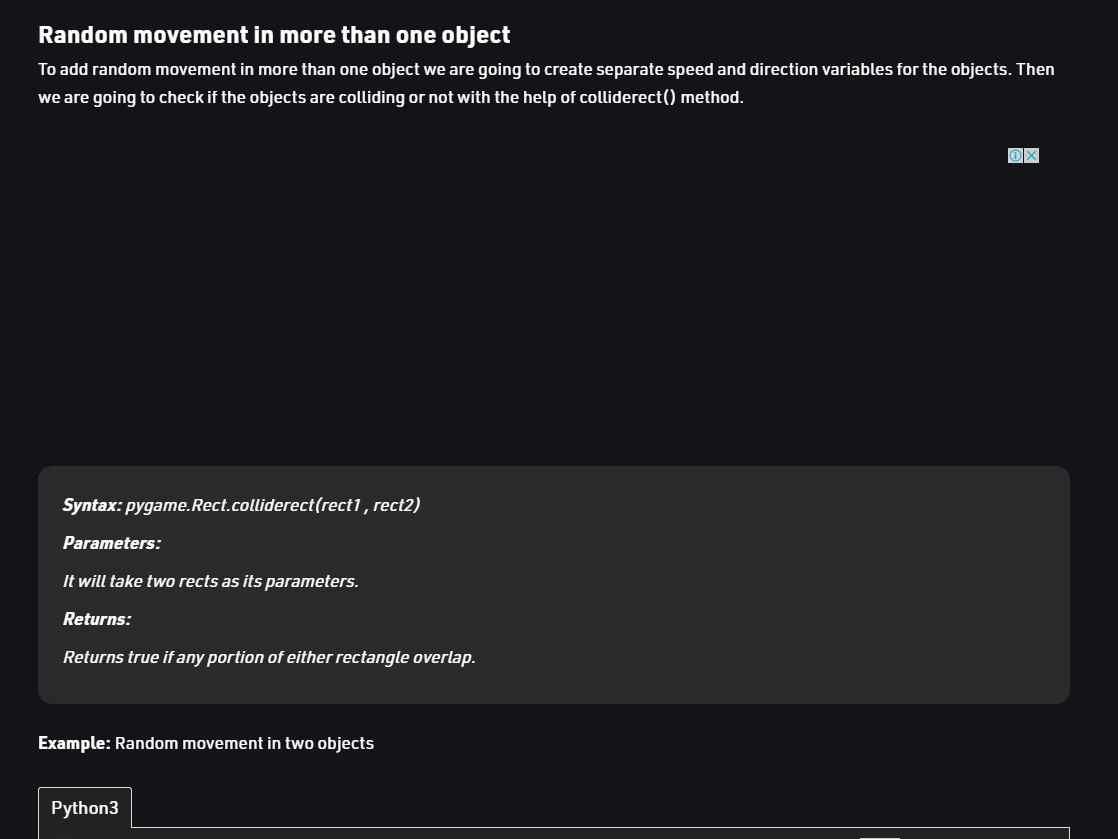 Random movement in more than one object
To add random movement in more than one object we are going to create separate speed and direction variables for the objects. Then
we are going to check if the objects are colliding or not with the help of colliderect() method.
Syntax: pygame.Rect.colliderect(rect1 , rect2)
Parameters:
It will take two rects as its parameters.
Returns:
Returns true if any portion of either rectangle overlap.
Example: Random movement in two objects
Python3